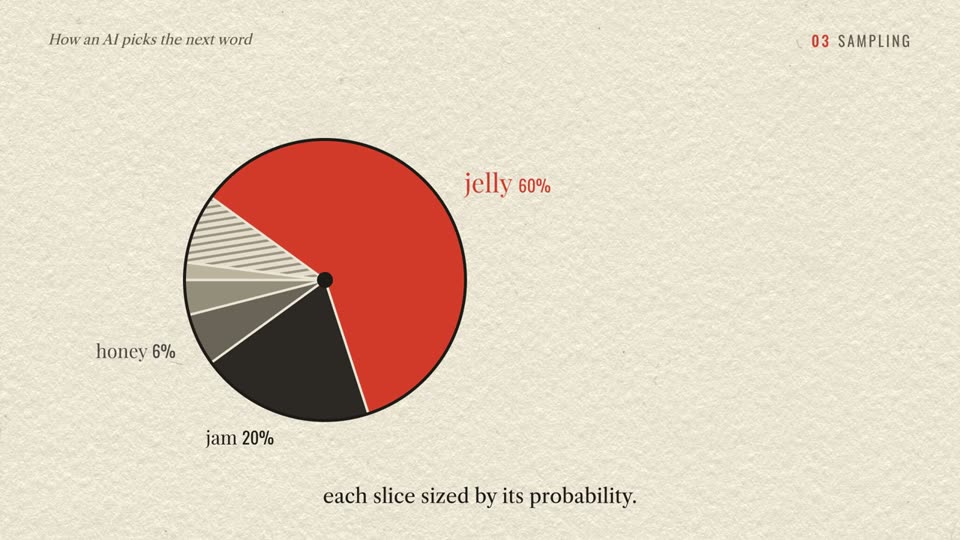 How an AI picks the next word
03 SAMPLING
jelly 60%
honey 6%
jam 20%
each slice sized by its probability.